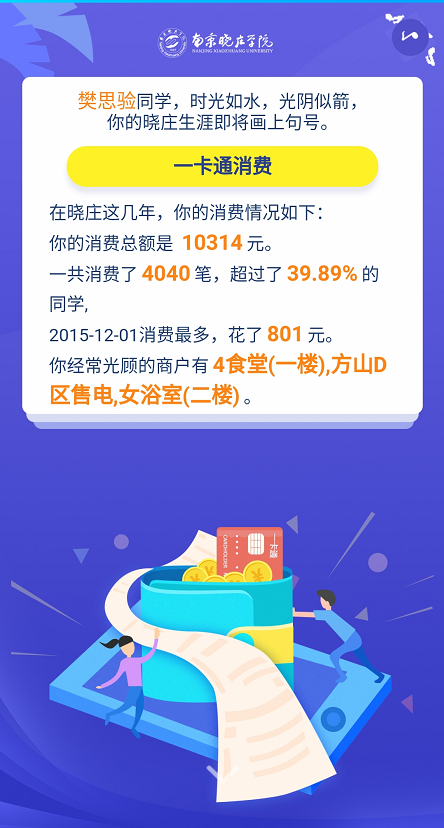 南京晓庄学院
NANJING XIAOZHUANG UNIVERSITY
樊思验同学，时光如水，光阴似箭，
你的晓庄生涯即将画上句号。
一卡通消费
在晓庄这几年，你的消费情况如下：
你的消费总额是 10314 元。
一共消费了 4040 笔，超过了 39.89% 的
同学,
2015-12-01消费最多，花了 801 元。
你经常光顾的商户有 4食堂(一楼),方山D
区售电,女浴室(二楼) 。
一卡通
CARDHOLDER